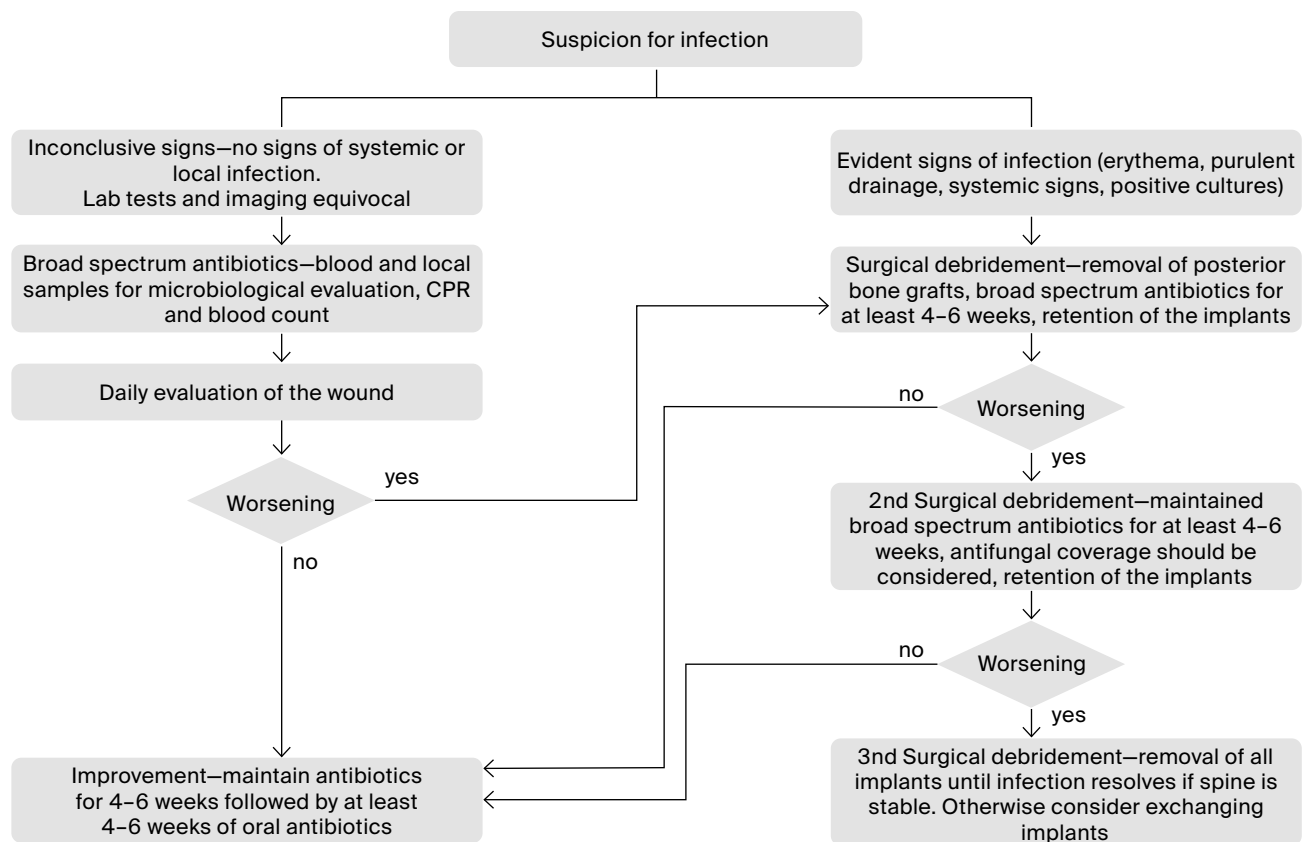 Suspicion for infection
Inconclusive signs—no signs of systemic or
local infection.
Lab tests and imaging equivocal
Evident signs of infection (erythema, purulent
drainage, systemic signs, positive cultures)
Broad spectrum antibiotics—blood and local
samples for microbiological evaluation, CPR
and blood count
Surgical debridement—removal of posterior
bone grafts, broad spectrum antibiotics for
at least 4–6 weeks, retention of the implants
Daily evaluation of the wound
no
Worsening
yes
yes
Worsening
no
2nd Surgical debridement—maintained
broad spectrum antibiotics for at least 4–6
weeks, antifungal coverage should be
considered, retention of the implants
no
Worsening
yes
Improvement—maintain antibiotics
for 4–6 weeks followed by at least
4–6 weeks of oral antibiotics
3nd Surgical debridement—removal of all
implants until infection resolves if spine is
stable. Otherwise consider exchanging
implants